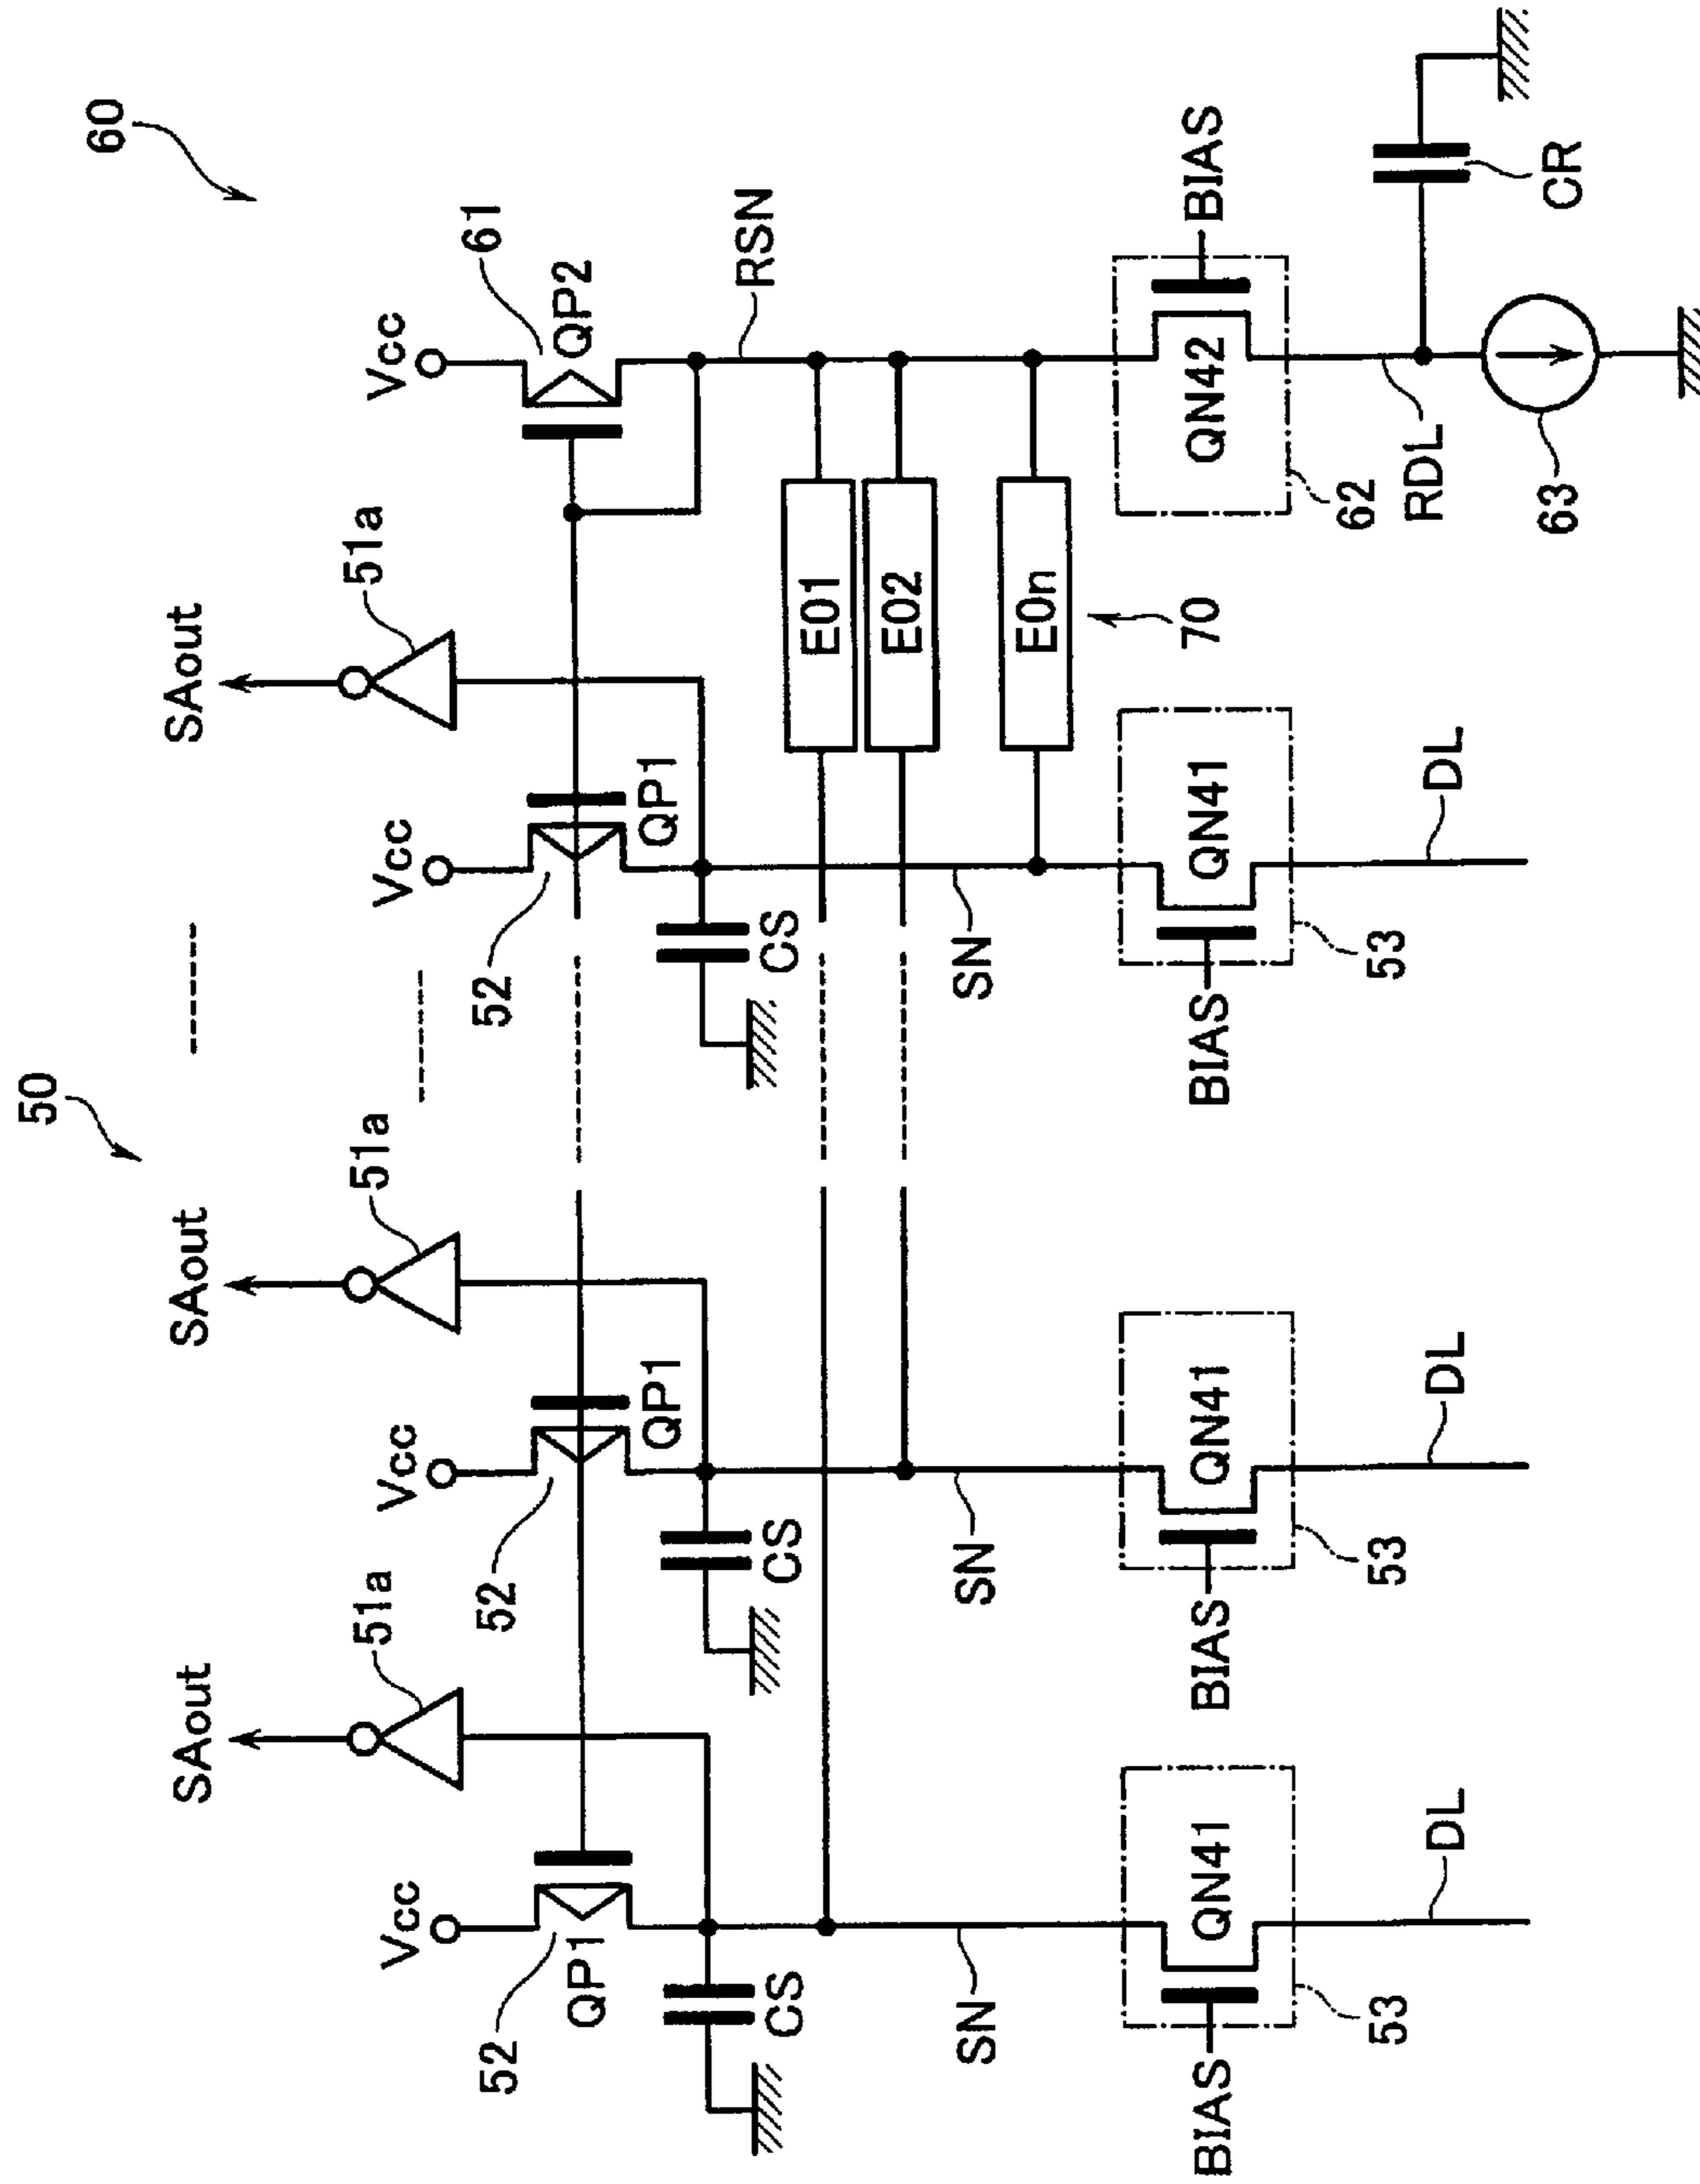 50
60
SAout
SAout
SAout
51a
51a
51a
Vcc
Vcc
Vcc
Vcc
52
QP1
52
QP1
52
QP1
61
QP2
CS
CS
CS
RSN
E01
E02
E0n
70
SN
SN
SN
BIAS
QN41
BIAS
QN41
BIAS
QN41
QN42
BIAS
53
53
53
62
DL
DL
DL
RDL
CR
63